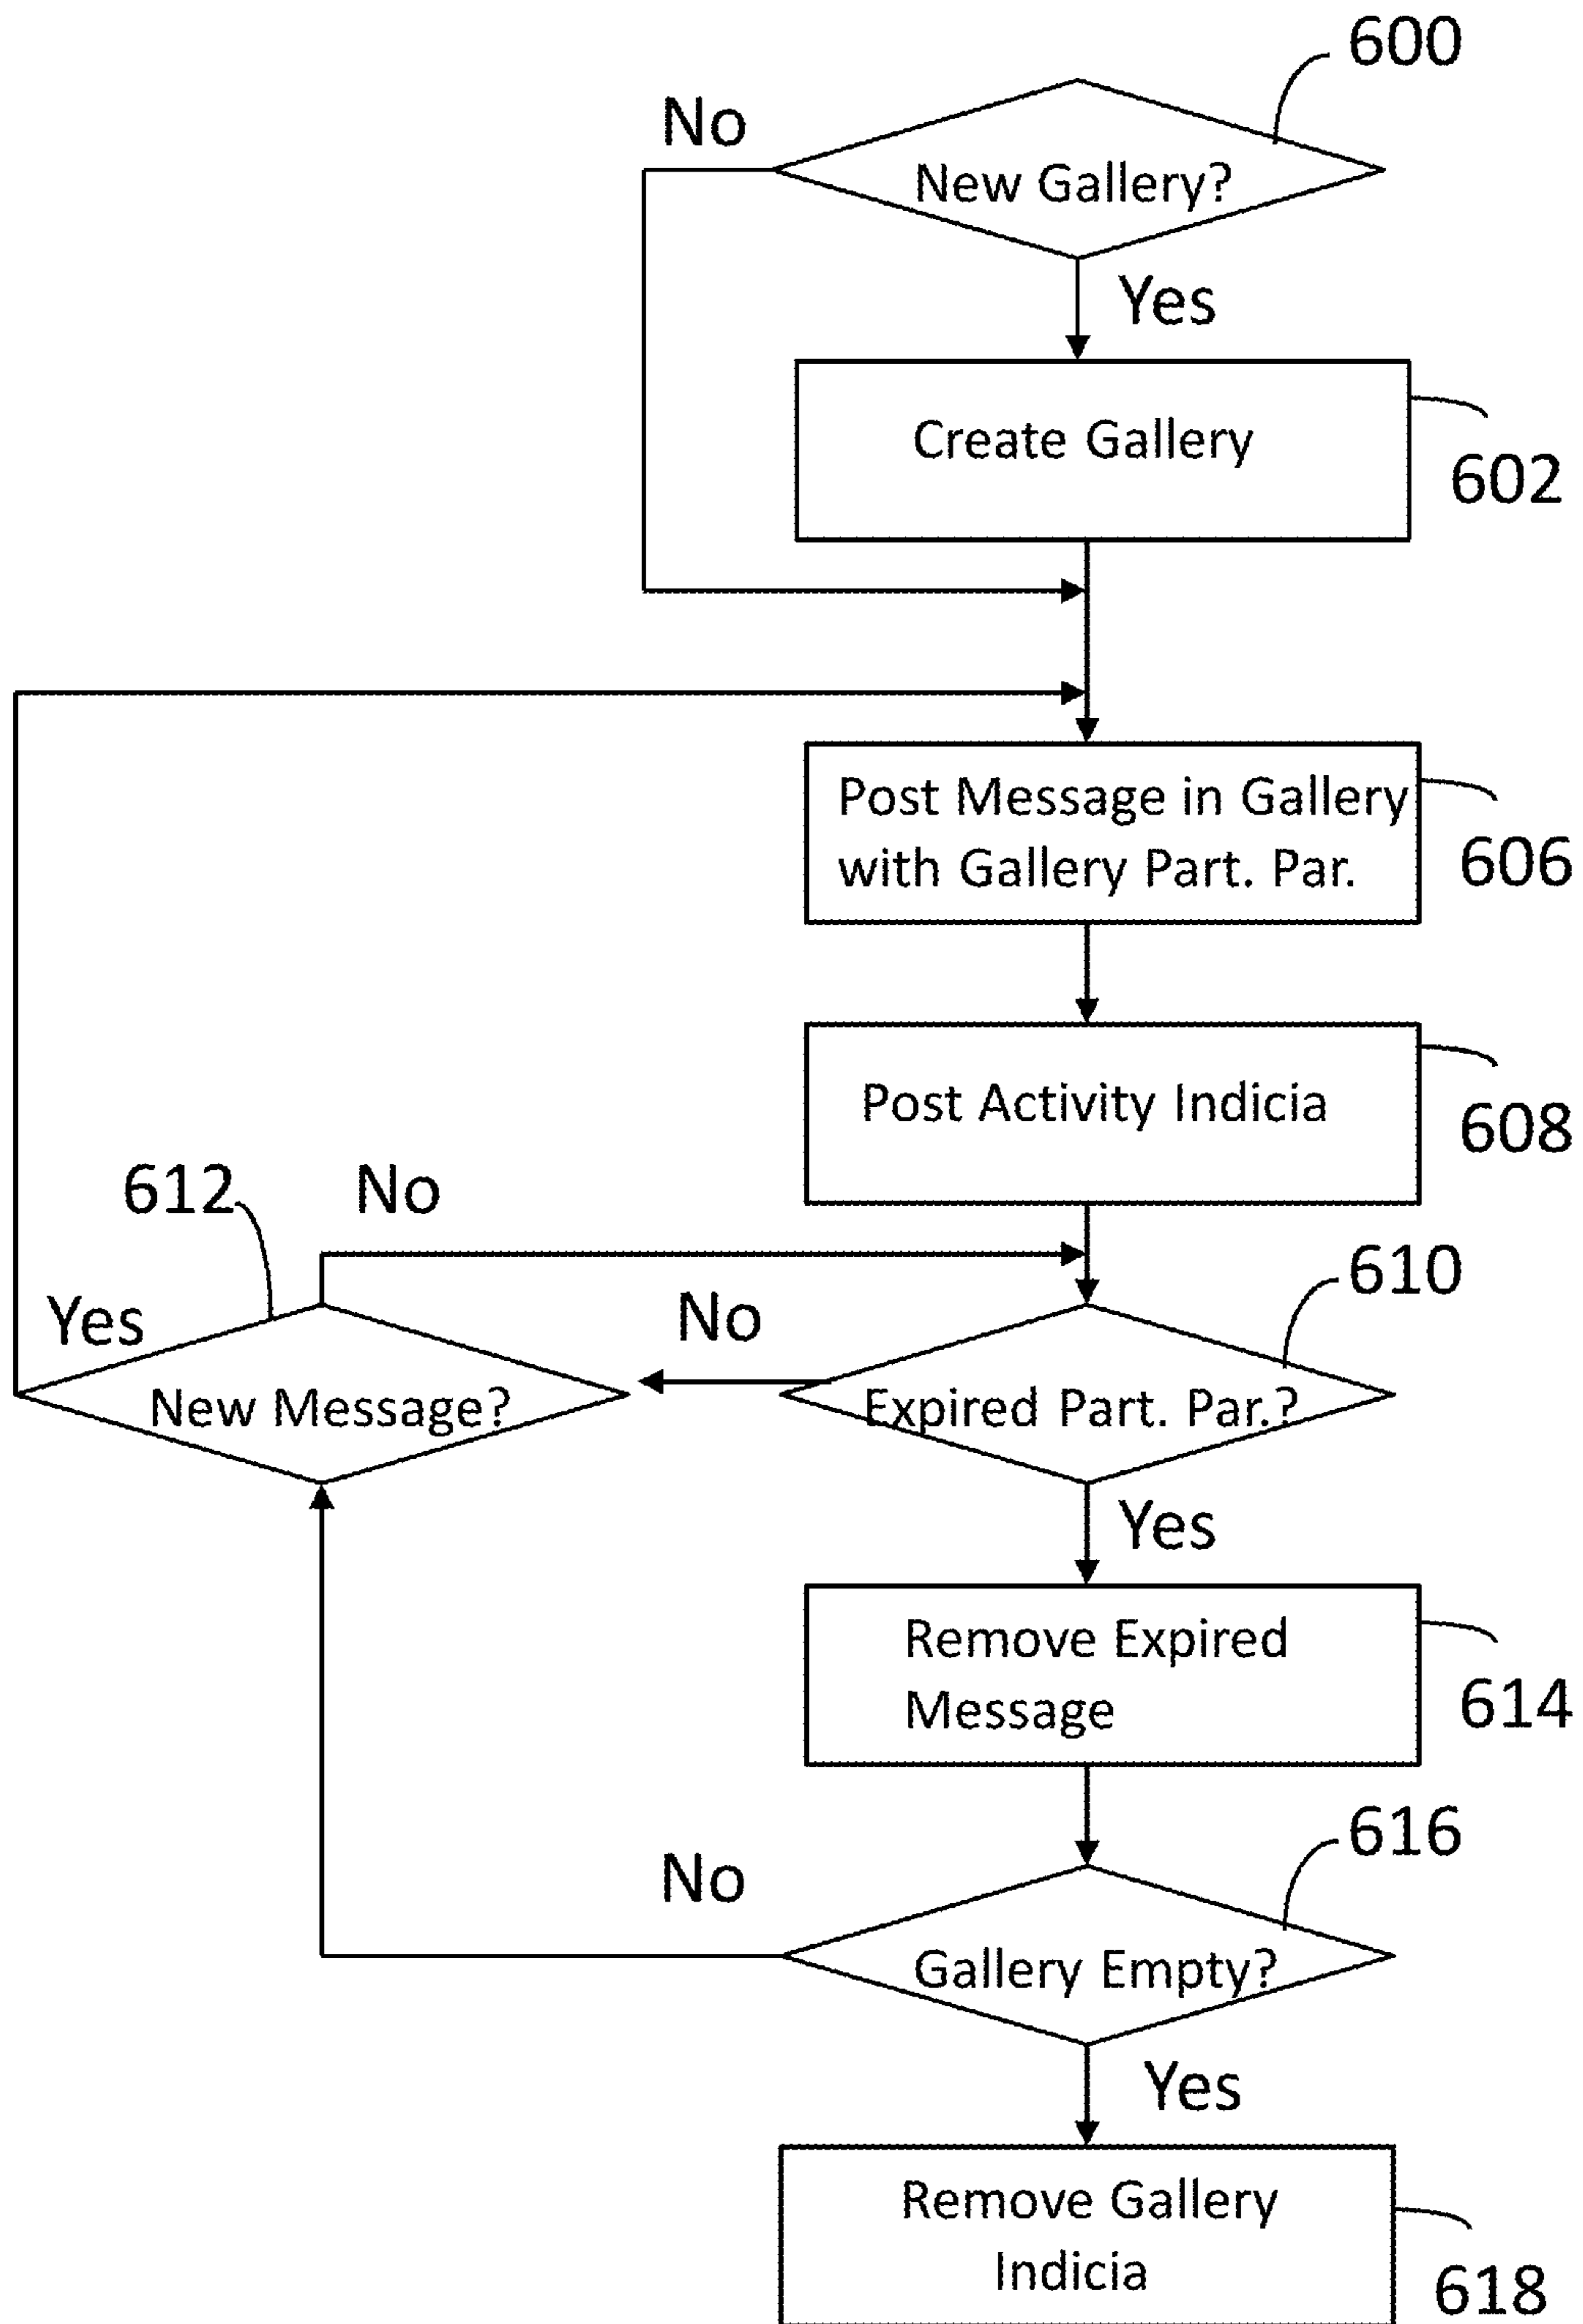 600
No
New Gallery?
Yes
Create Gallery
602
Post Message in Gallery
with Gallery Part. Par.
606
Post Activity Indicia
608
612
No
610
Yes
No
New Message?
Expired Part. Par.?
Yes
Remove Expired
Message
614
616
No
Gallery Empty?
Yes
Remove Gallery
Indicia
618